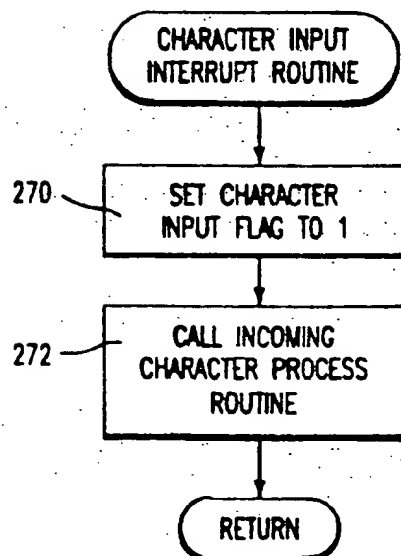 CHARACTER INPUT
INTERRUPT ROUTINE
270
SET CHARACTER
INPUT FLAG TO 1
272
CALL INCOMING
CHARACTER PROCESS
ROUTINE
RETURN